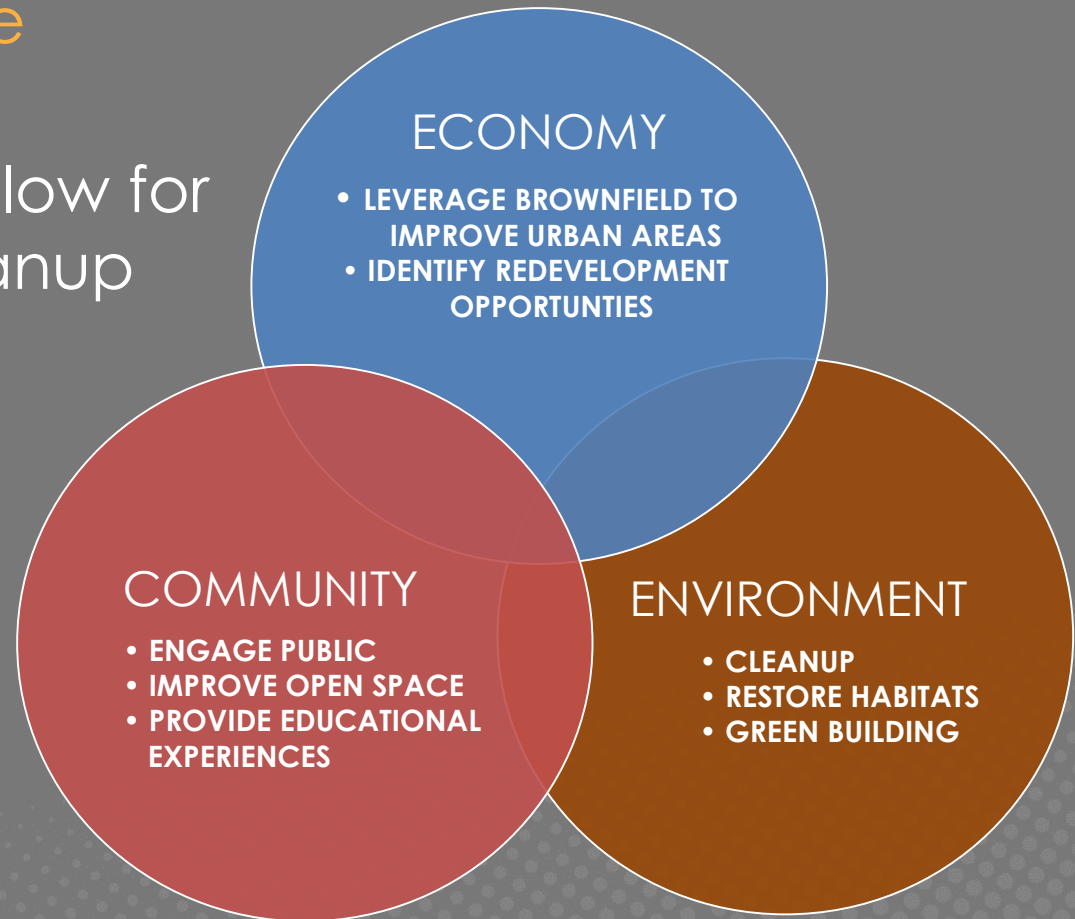 e
low for
anup
ECONOMY
• LEVERAGE BROWNFIELD TO
IMPROVE URBAN AREAS
• IDENTIFY REDEVELOPMENT
OPPORTUNTIES
COMMUNITY
• ENGAGE PUBLIC
• IMPROVE OPEN SPACE
• PROVIDE EDUCATIONAL
EXPERIENCES
ENVIRONMENT
• CLEANUP
• RESTORE HABITATS
• GREEN BUILDING